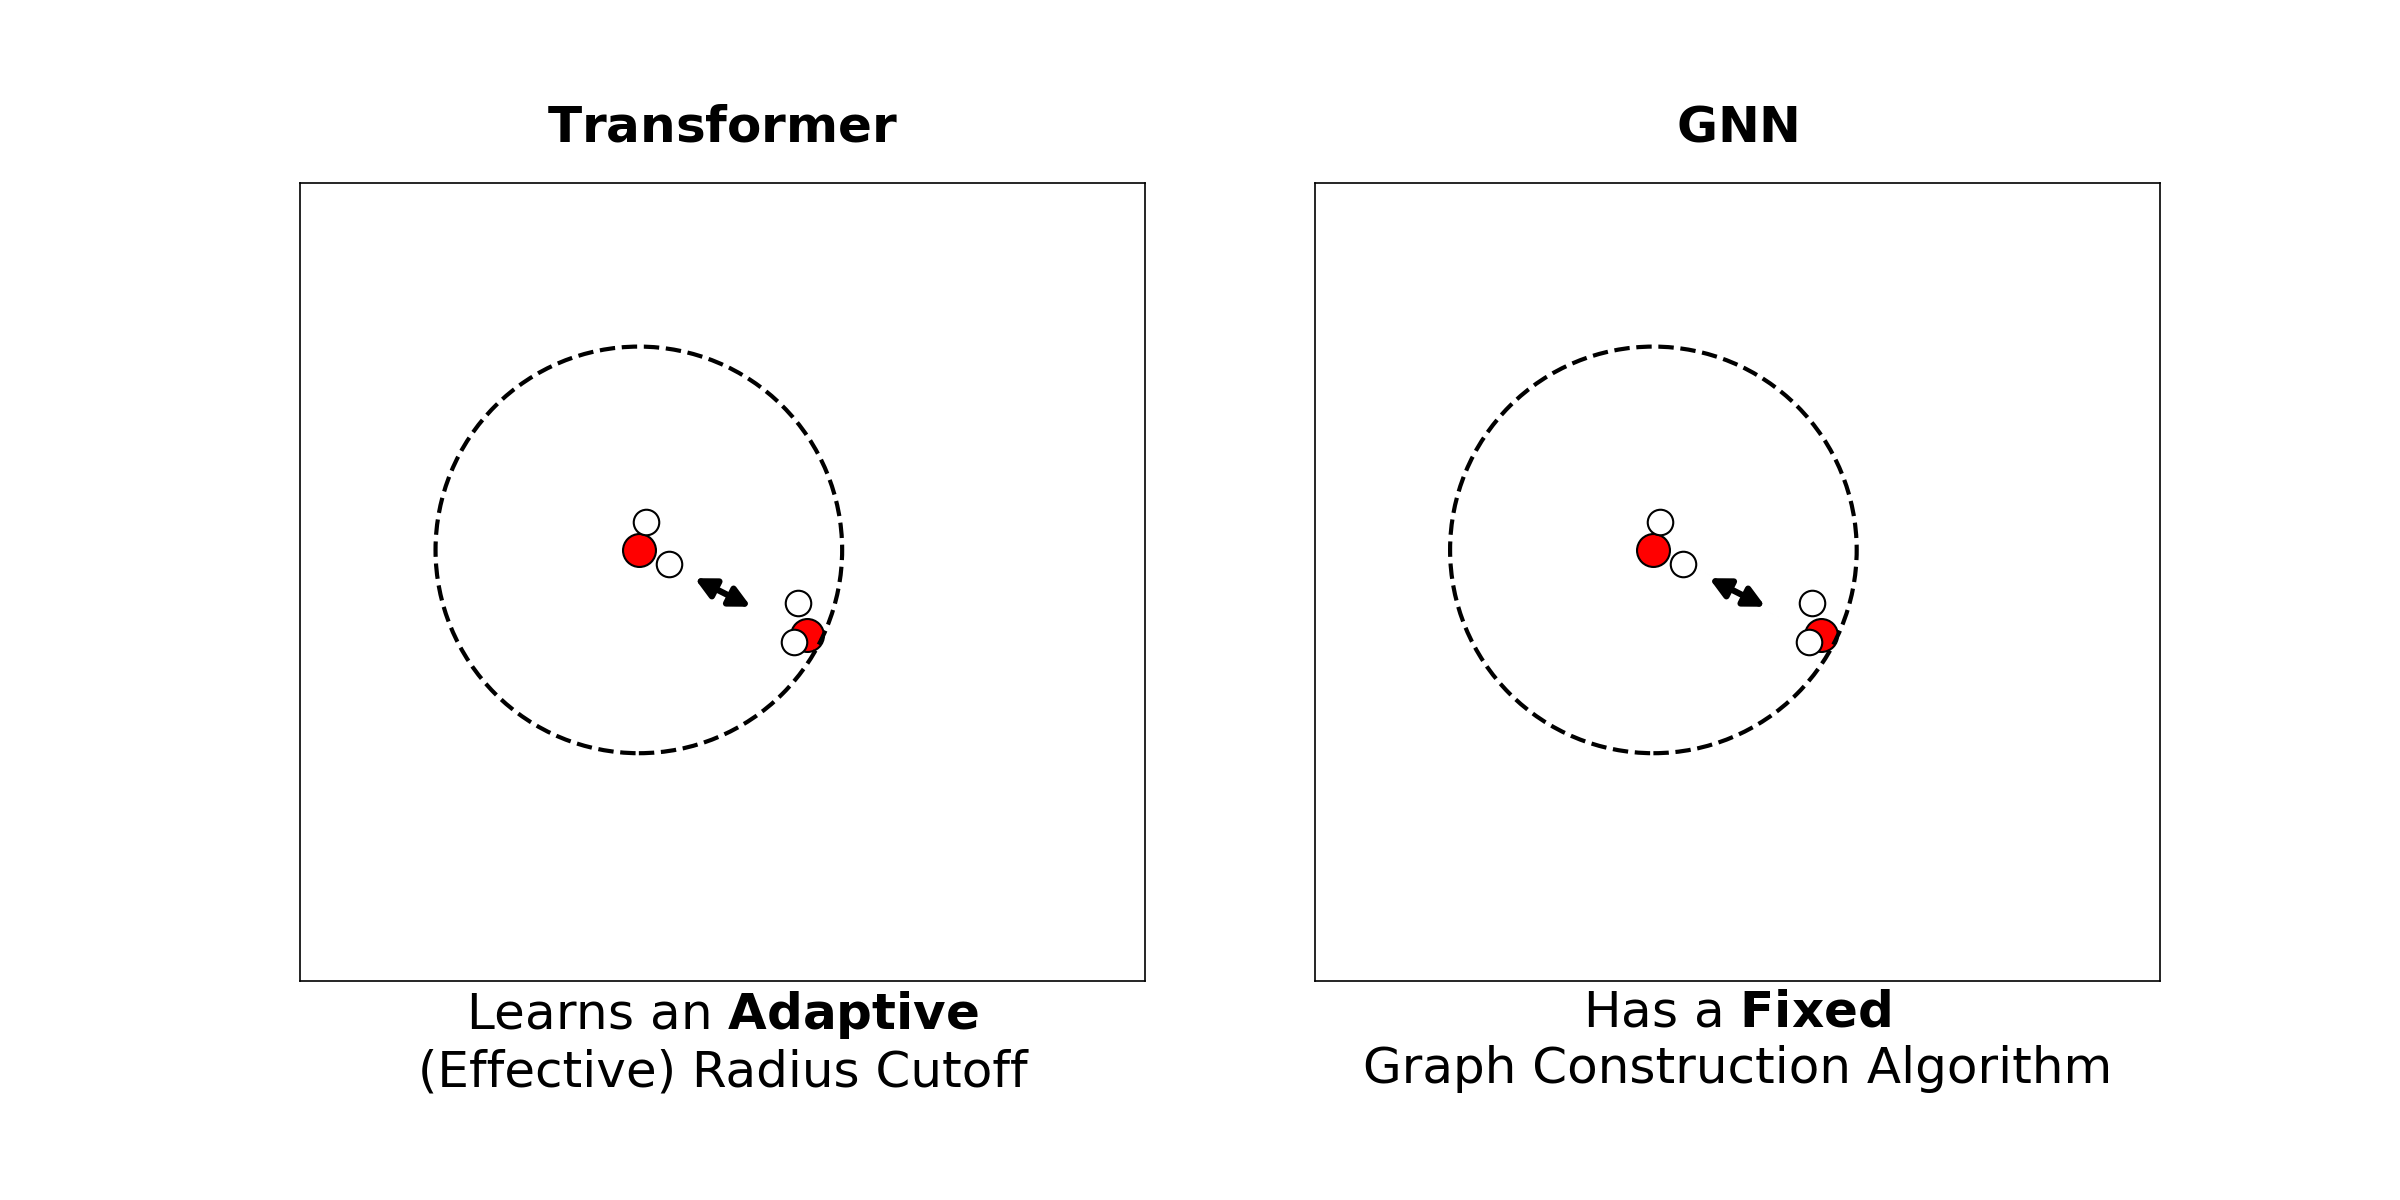 Transformer
GNN
Learns an Adaptive
(Effective) Radius Cutoff
Has a Fixed
Graph Construction Algorithm